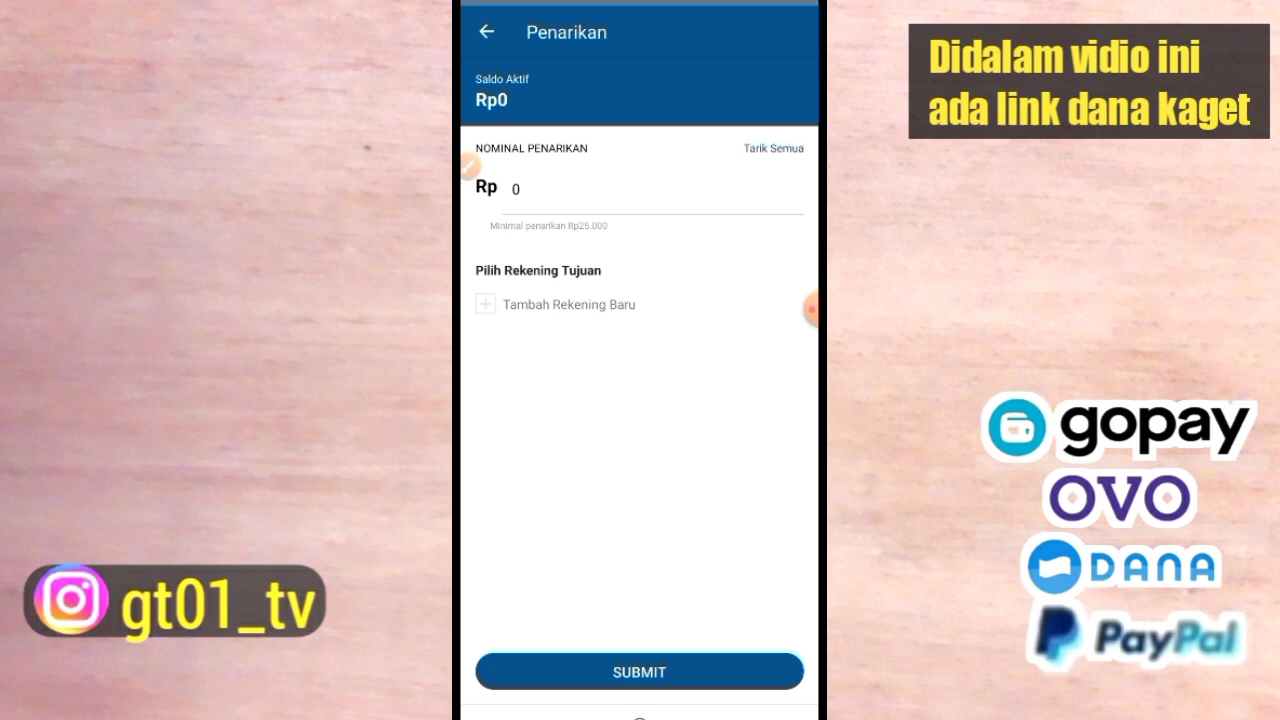 Penarikan
Saldo Aktif
Rp0
NOMINAL PENARIKAN
Tarik Semua
Rp 0
Minimal penarikan Rp25.000
Pilih Rekening Tujuan
Tambah Rekening Baru
SUBMIT
Didalam vidio ini
ada link dana kaget
gopay
OVO
DANA
PayPal
gt01_tv